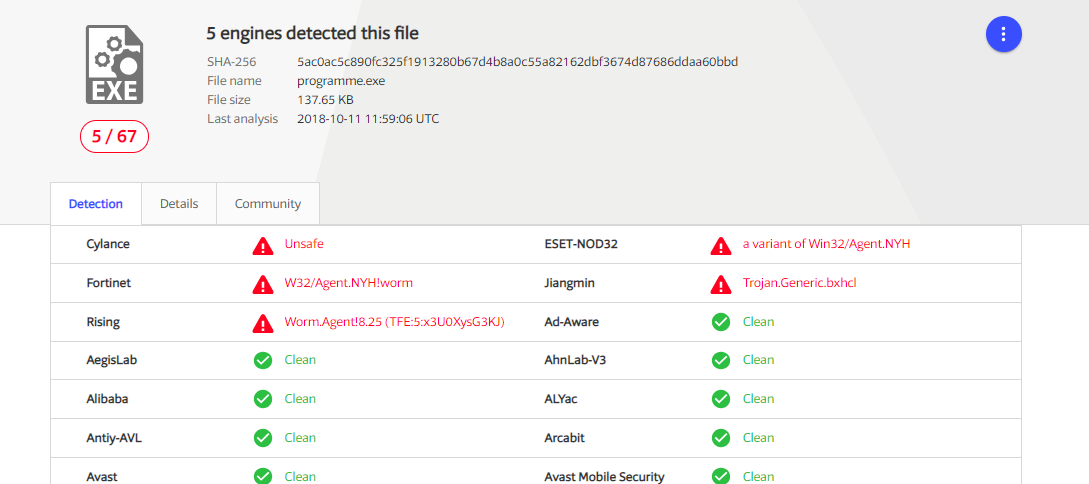 5 engines detected this file
SHA-256 5ac0ac5c890fc325f1913280b67d4b8a0c55a82162dbf3674d87686ddaa60bbd
File name programme.exe
File size 137.65 KB
Last analysis 2018-10-11 11:59:06 UTC
EXE
5 / 67
Detection Details Community
Cylance Unsafe ESET-NOD32 a variant of Win32/Agent.NYH
Fortinet W32/Agent.NYH!worm Jiangmin Trojan.Generic.bxhcl
Rising Worm.Agent!8.25 (TFE:5:x3U0XysG3KJ) Ad-Aware Clean
AegisLab Clean AhnLab-V3 Clean
Alibaba Clean ALYac Clean
Antiy-AVL Clean Arcabit Clean
Avast Clean Avast Mobile Security Clean